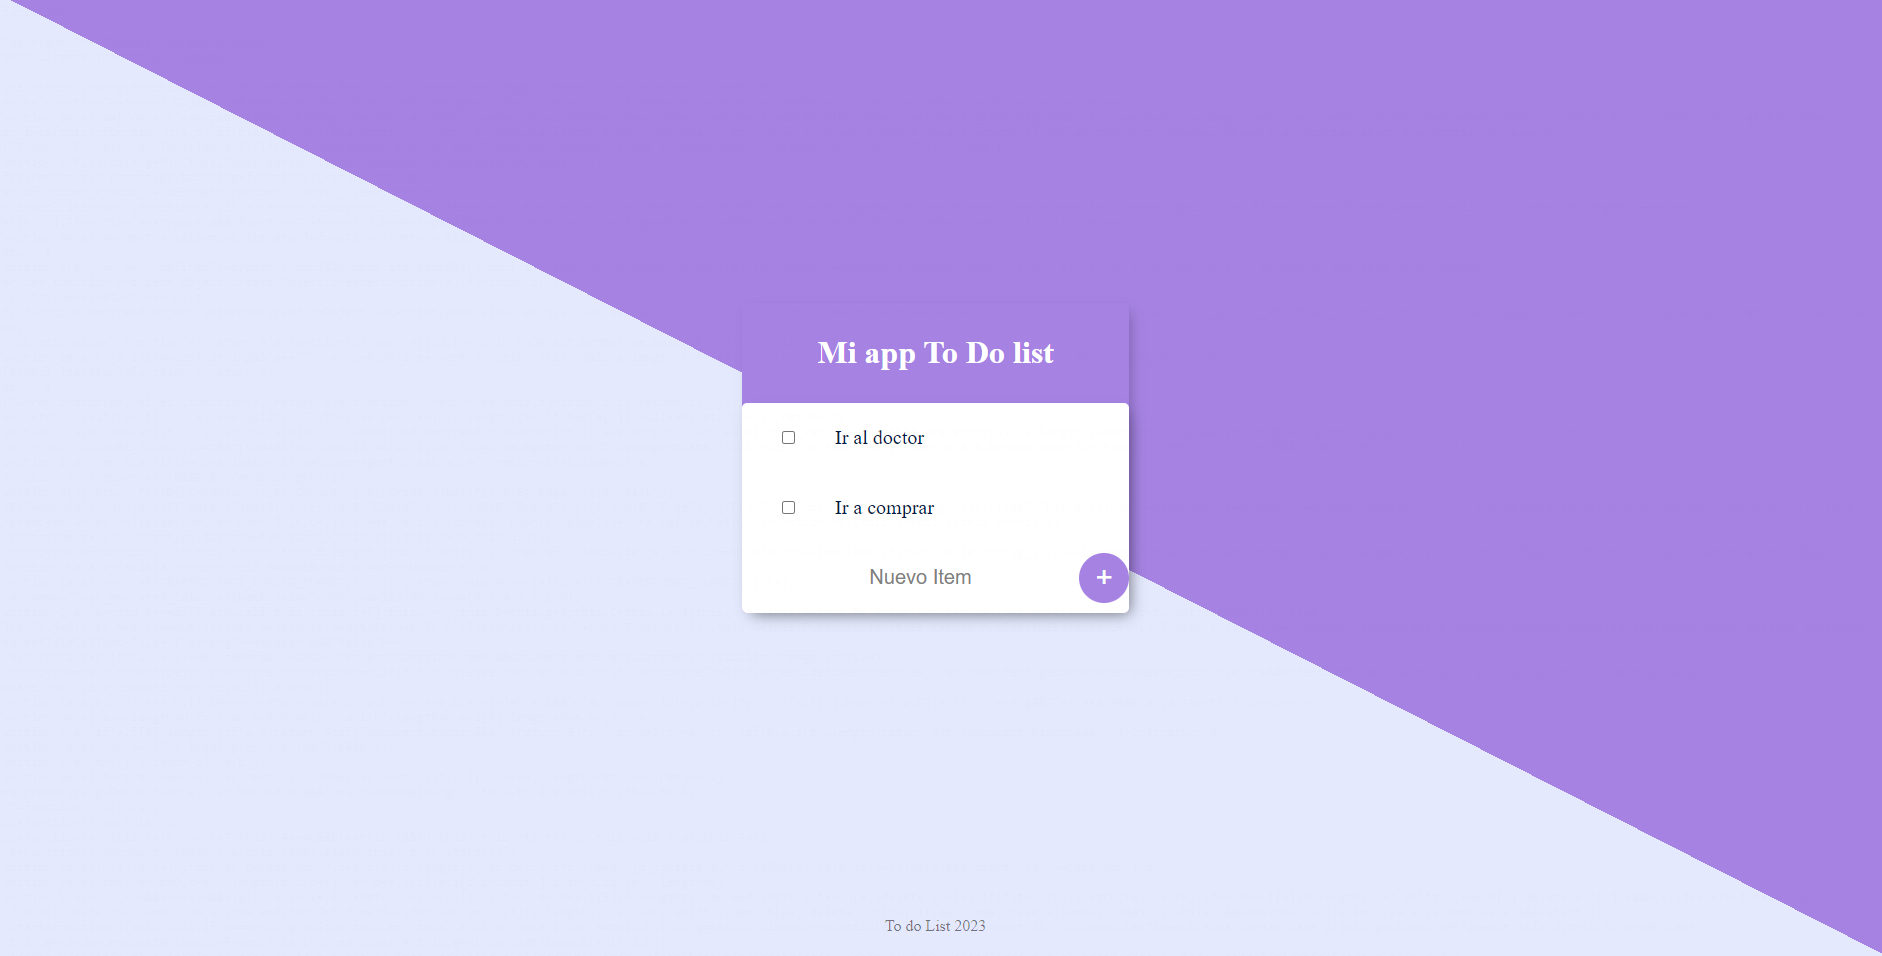 Mi app To Do list
Ir al doctor
Ir a comprar
Nuevo Item
+
To do List 2023